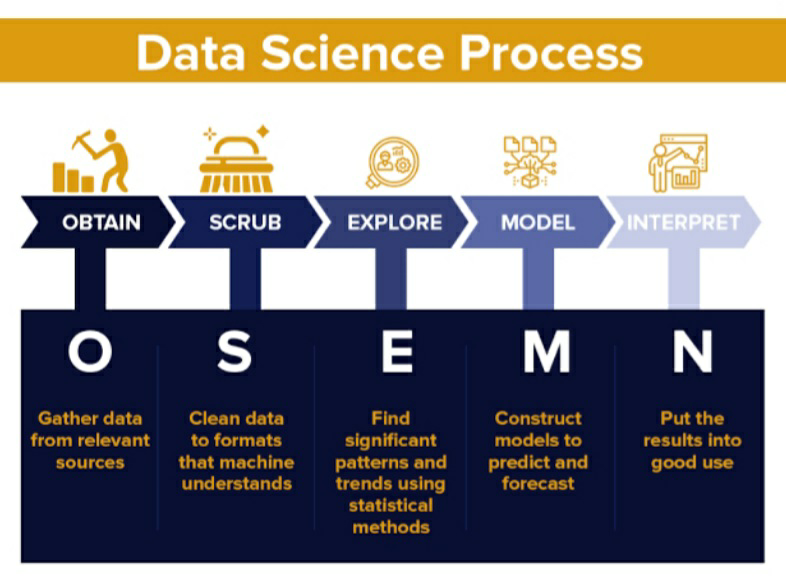 Data Science Process
OBTAIN
SCRUB
EXPLORE
MODEL
INTERPRET
O
Gather data
from relevant
sources
S
Clean data
to formats
that machine
understands
E
Find
significant
patterns and
trends using
statistical
methods
M
Construct
models to
predict and
forecast
N
Put the
results into
good use